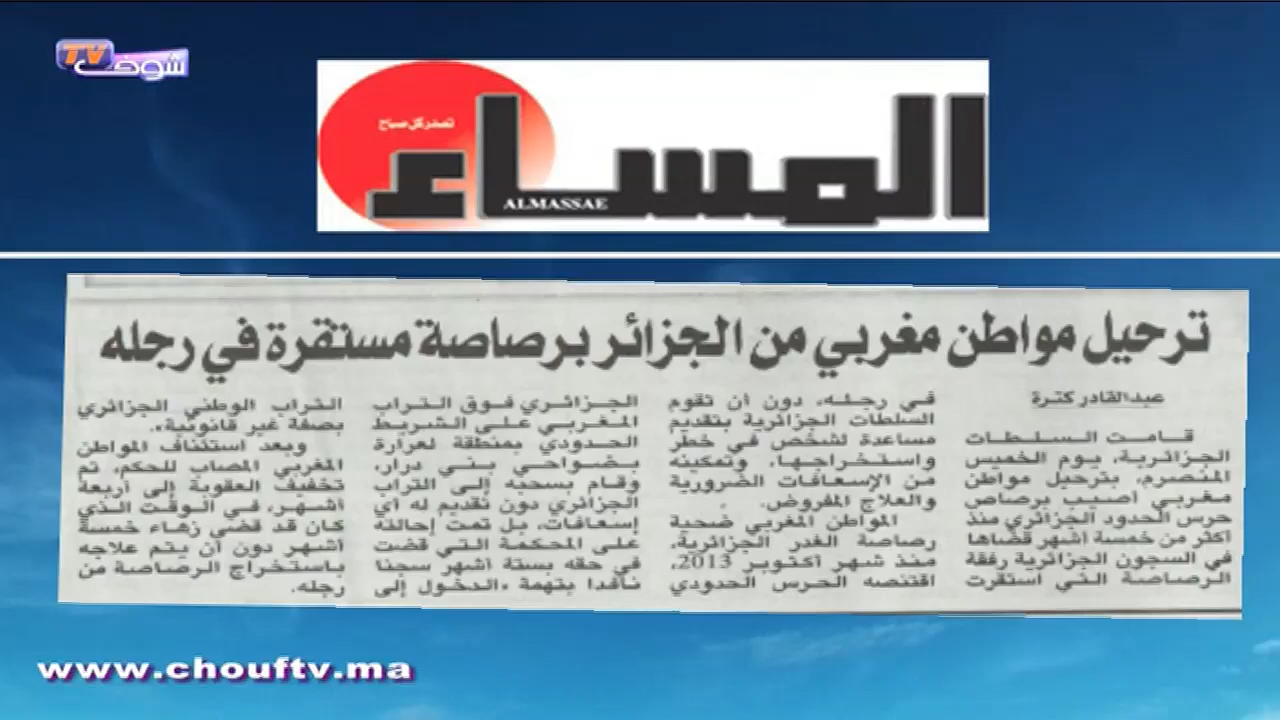 TV شوف
تصدر كل صباح
المساء
ALMASSAE
ترحيل مواطن مغربي من الجزائر برصاصة مستقرة في رجله
عبد القادر كترة
قامت السلطات
الجزائرية، يوم الخميس
المنصرم، بترحيل مواطن
مغربي أصيب برصاص
حرس الحدود الجزائري منذ
أكثر من خمسة أشهر قضاها
في السجون الجزائرية رفقة
الرصاصة التي استقرت
في رجله، دون أن تقوم
السلطات الجزائرية بتقديم
مساعدة لشخص في خطر
واستخراجها، وتمكينه
من الإسعافات الضرورية
والعلاج المفروض.
المواطن المغربي ضحية
رصاصة الغدر الجزائرية،
منذ شهر أكتوبر 2013،
اقتنصه الحرس الحدودي
الجزائري فوق التراب
المغربي على الشريط
الحدودي بمنطقة لعرارة
بضواحي بني درار،
وقام بسحبه إلى التراب
الجزائري دون تقديم له أي
إسعافات، بل تمت إحالته
على المحكمة التي قضت
في حقه بستة أشهر سجنا
نافدا بتهمة «الدخول إلى
التراب الوطني الجزائري
بصفة غير قانونية».
وبعد استئناف المواطن
المغربي المصاب للحكم، تم
تخفيف العقوبة إلى أربعة
أشهر، في الوقت الذي
كان قد قضى زهاء خمسة
أشهر دون أن يتم علاجه
باستخراج الرصاصة من
رجله.
www.chouftv.ma